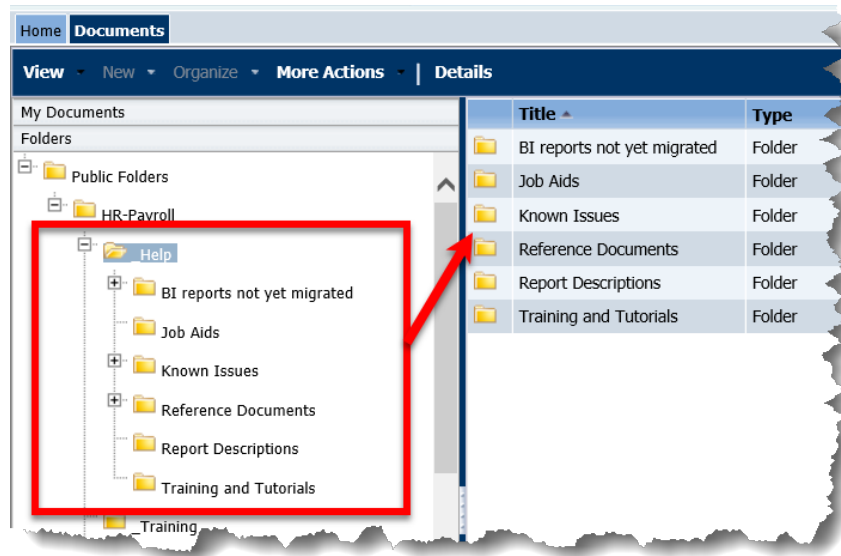 Home Documents
View New Organize More Actions | Details
My Documents
Folders
Public Folders
HR-Payroll
_Help
BI reports not yet migrated
Job Aids
Known Issues
Reference Documents
Report Descriptions
Training and Tutorials
_Training
Title Type
BI reports not yet migrated Folder
Job Aids Folder
Known Issues Folder
Reference Documents Folder
Report Descriptions Folder
Training and Tutorials Folder